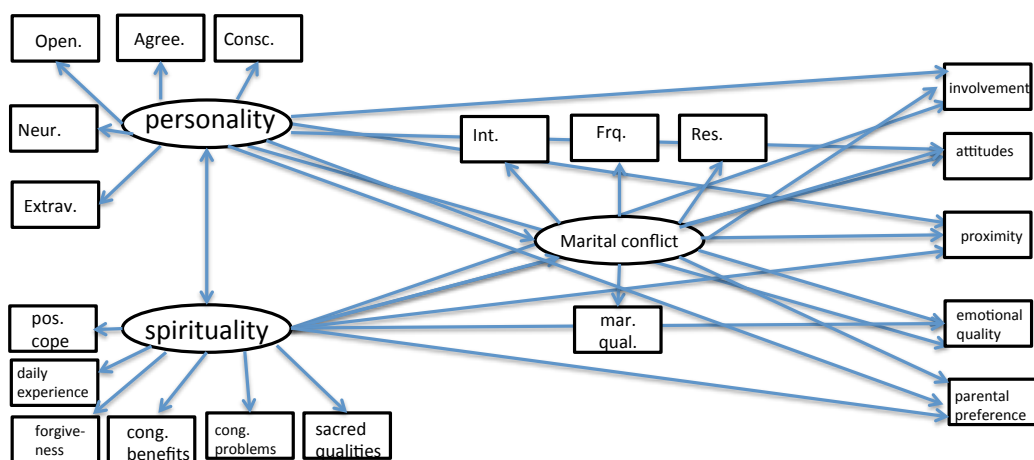 Open.
Agree.
Consc.
personality
Neur.
Extrav.
Int.
Frq.
Res.
involvement
attitudes
Marital conflict
proximity
pos.
cope
spirituality
mar.
qual.
emotional
quality
daily
experience
parental
preference
forgive-
ness
cong.
benefits
cong.
problems
sacred
qualities